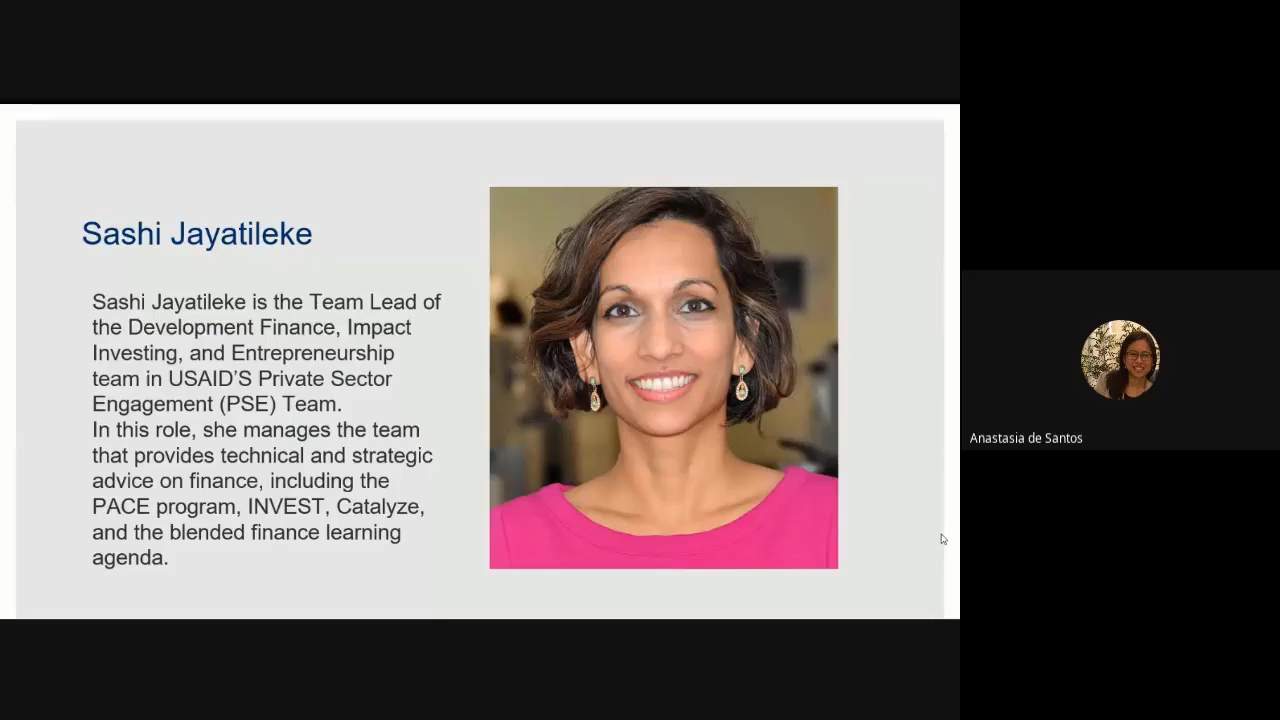 Sashi Jayatileke
Sashi Jayatileke is the Team Lead of
the Development Finance, Impact
Investing, and Entrepreneurship
team in USAID’S Private Sector
Engagement (PSE) Team.
In this role, she manages the team
that provides technical and strategic
advice on finance, including the
PACE program, INVEST, Catalyze,
and the blended finance learning
agenda.
Anastasia de Santos